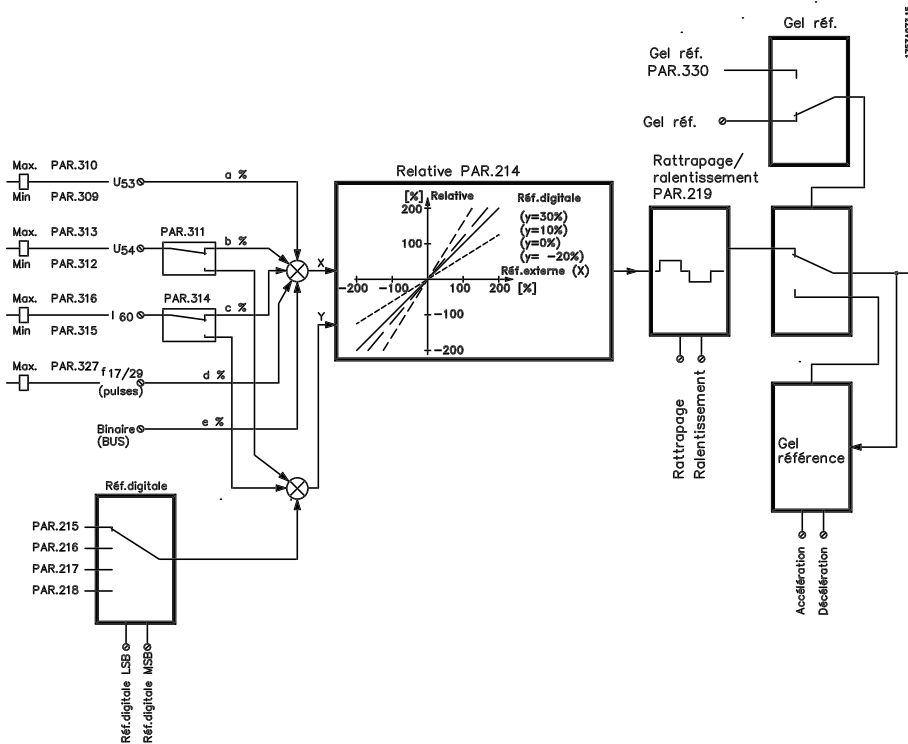 Gel réf.
Gel réf.
PAR.330
Gel réf.
Rattrapage/
ralentissement
PAR.219
Relative PAR.214
Max. PAR.310
U53
a %
Min PAR.309
Max. PAR.313
U54
PAR.311
b %
Min PAR.312
Max. PAR.316
I 60
PAR.314
c %
Min PAR.315
Max. PAR.327
f 17/29
(pulses)
d %
Binaire
(BUS)
e %
X
Y
[%] Relative
200
100
-200 -100 100 200 [%]
-100
-200
Réf.digitale
(y=30%)
(y=10%)
(y=0%)
(y= -20%)
Réf.externe (X)
Rattrapage
Ralentissement
Gel
référence
Accélération
Décélération
Réf.digitale
PAR.215
PAR.216
PAR.217
PAR.218
Réf.digitale LSB
Réf.digitale MSB